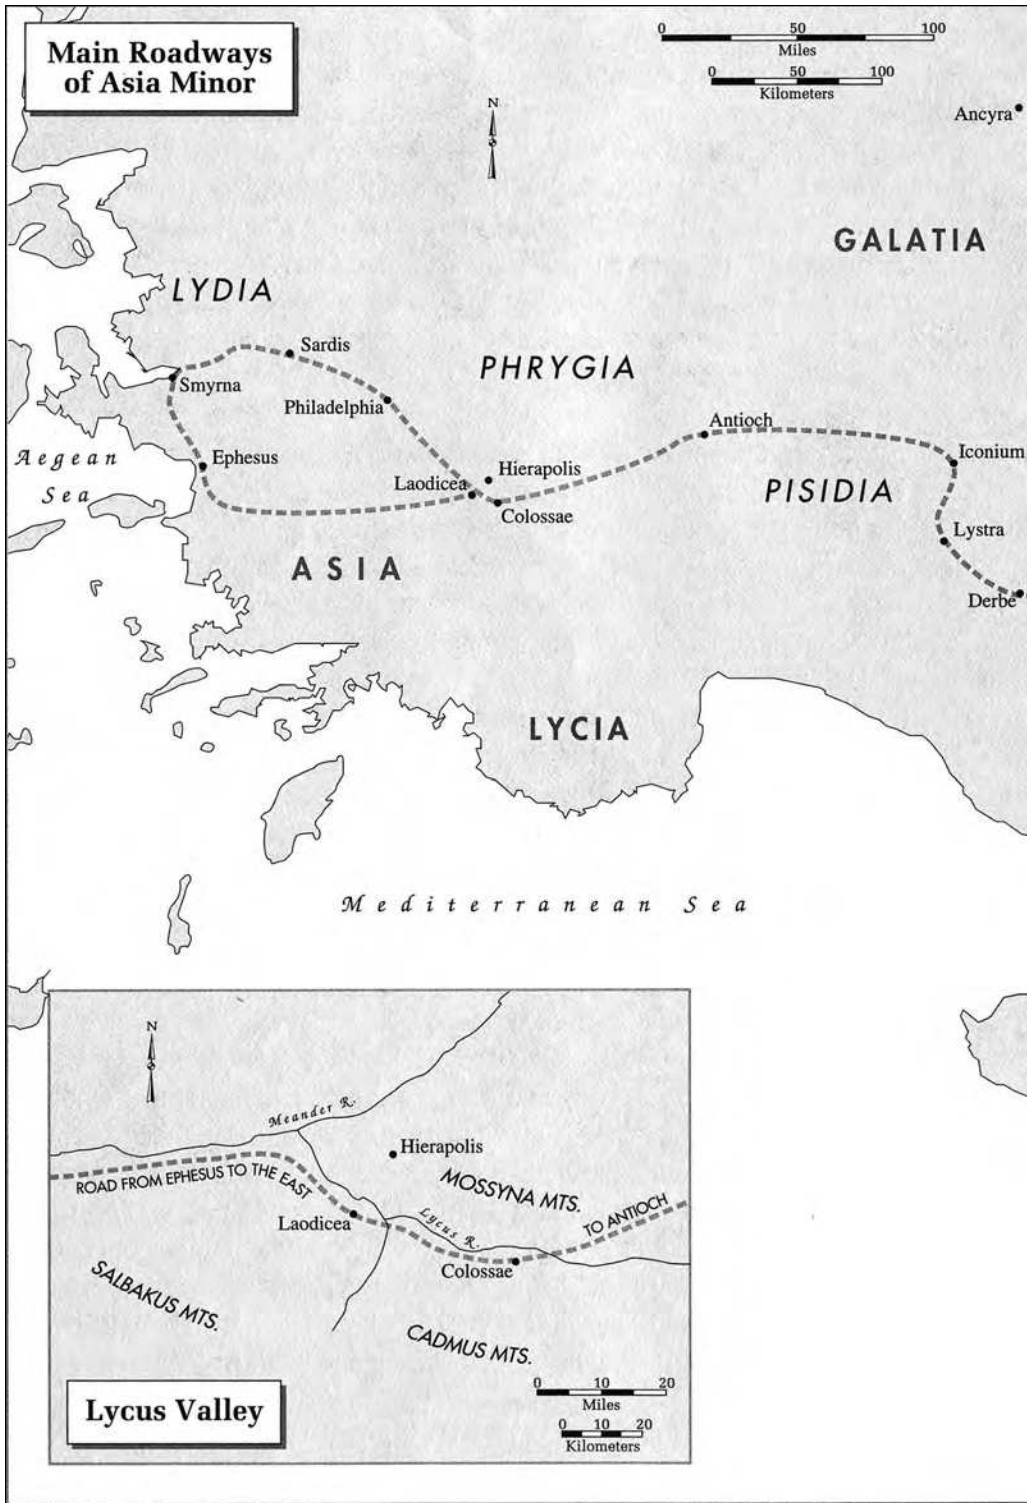 Main Roadways
of Asia Minor
0 50 100
Miles
0 50 100
Kilometers
N
Ancyra
GALATIA
LYDIA
Sardis
PHRYGIA
Smyrna
Philadelphia
Antioch
Iconium
Aegean
Sea
Ephesus
Hierapolis
Laodicea
PISIDIA
Colossae
Lystra
ASIA
Derbe
LYCIA
Mediterranean Sea
N
Meander R.
Hierapolis
MOSSYNA MTS.
ROAD FROM EPHESUS TO THE EAST
TO ANTIOCH
Laodicea
Lycus R.
Colossae
SALBAKUS MTS.
CADMUS MTS.
0 10 20
Miles
0 10 20
Kilometers
Lycus Valley